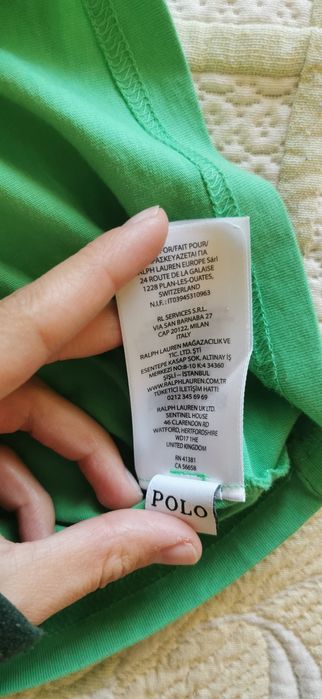 FOR/FAIT POUR/
RALPH LAUREN EUROPE Sàrl
24 ROUTE DE LA GALAISE
1228 PLAN-LES-OUATES,
SWITZERLAND
N.I.F.: IT03945310963
RL SERVICES S.R.L.
VIA SAN BARNABA 27
CAP 20122, MILAN
ITALY
RALPH LAUREN MAĞAZACILIK VE
TİC. LTD. ŞTİ
ESENTEPE KASAP SOK. ALTINAY İŞ
MERKEZİ NO:8-10 K:4 34360
ŞİŞLİ – İSTANBUL
WWW.RALPHLAUREN.COM.TR
TÜKETİCİ İLETİŞİM HATTI
0212 345 69 69
RALPH LAUREN UK LTD.
SENTINEL HOUSE
46 CLARENDON RD
WATFORD, HERTFORDSHIRE
WD17 1HE
UNITED KINGDOM
RN 41381
CA 56658
POLO